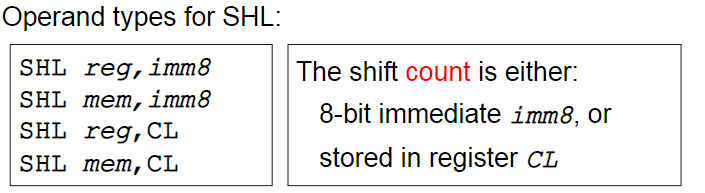 Operand types for SHL:
SHL reg,imm8
SHL mem,imm8
SHL reg,CL
SHL mem,CL
The shift count is either:
8-bit immediate imm8, or
stored in register CL